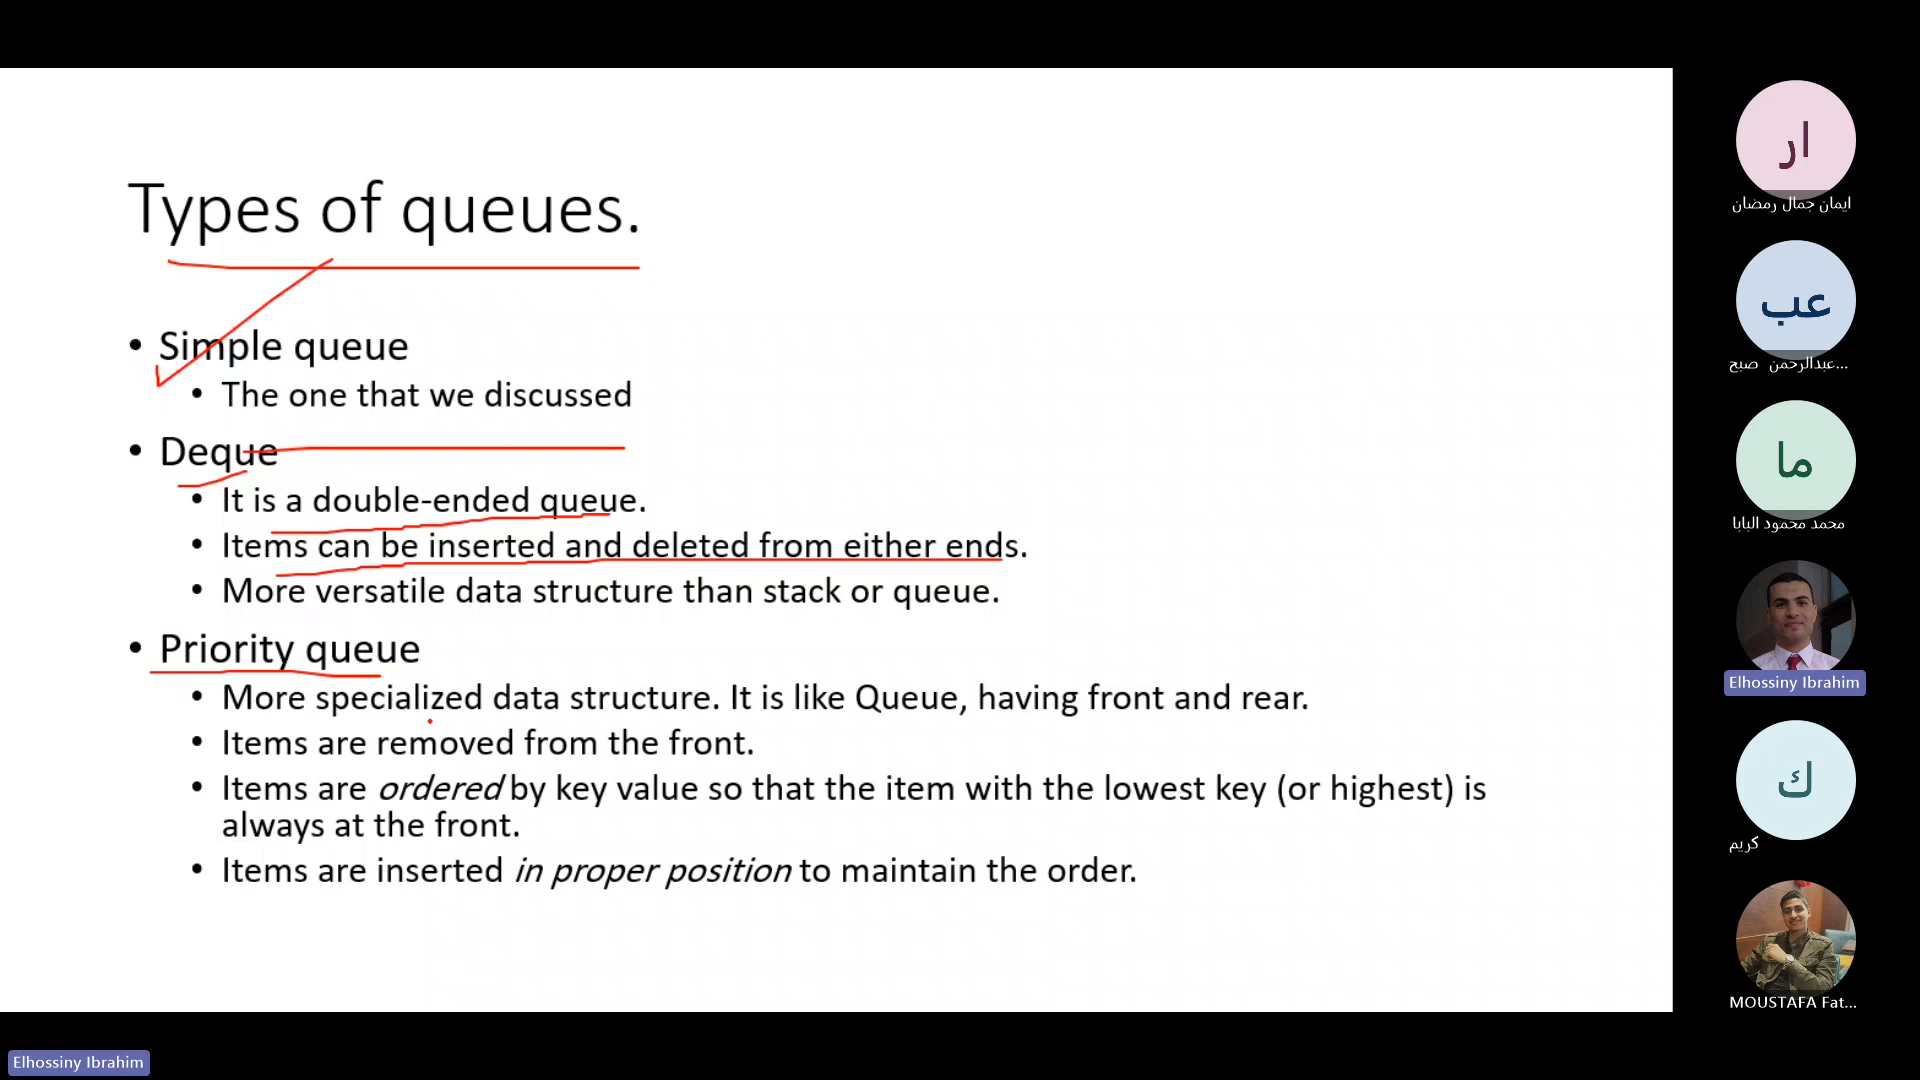 Types of queues.
• Simple queue
• The one that we discussed
• Deque
• It is a double-ended queue.
• Items can be inserted and deleted from either ends.
• More versatile data structure than stack or queue.
• Priority queue
• More specialized data structure. It is like Queue, having front and rear.
• Items are removed from the front.
• Items are ordered by key value so that the item with the lowest key (or highest) is
always at the front.
• Items are inserted in proper position to maintain the order.
ار
ايمان جمال رمضان
عب
عبدالرحمن صبح...
ما
محمد محمود البابا
Elhossiny Ibrahim
ك
كريم
MOUSTAFA Fat...
Elhossiny Ibrahim